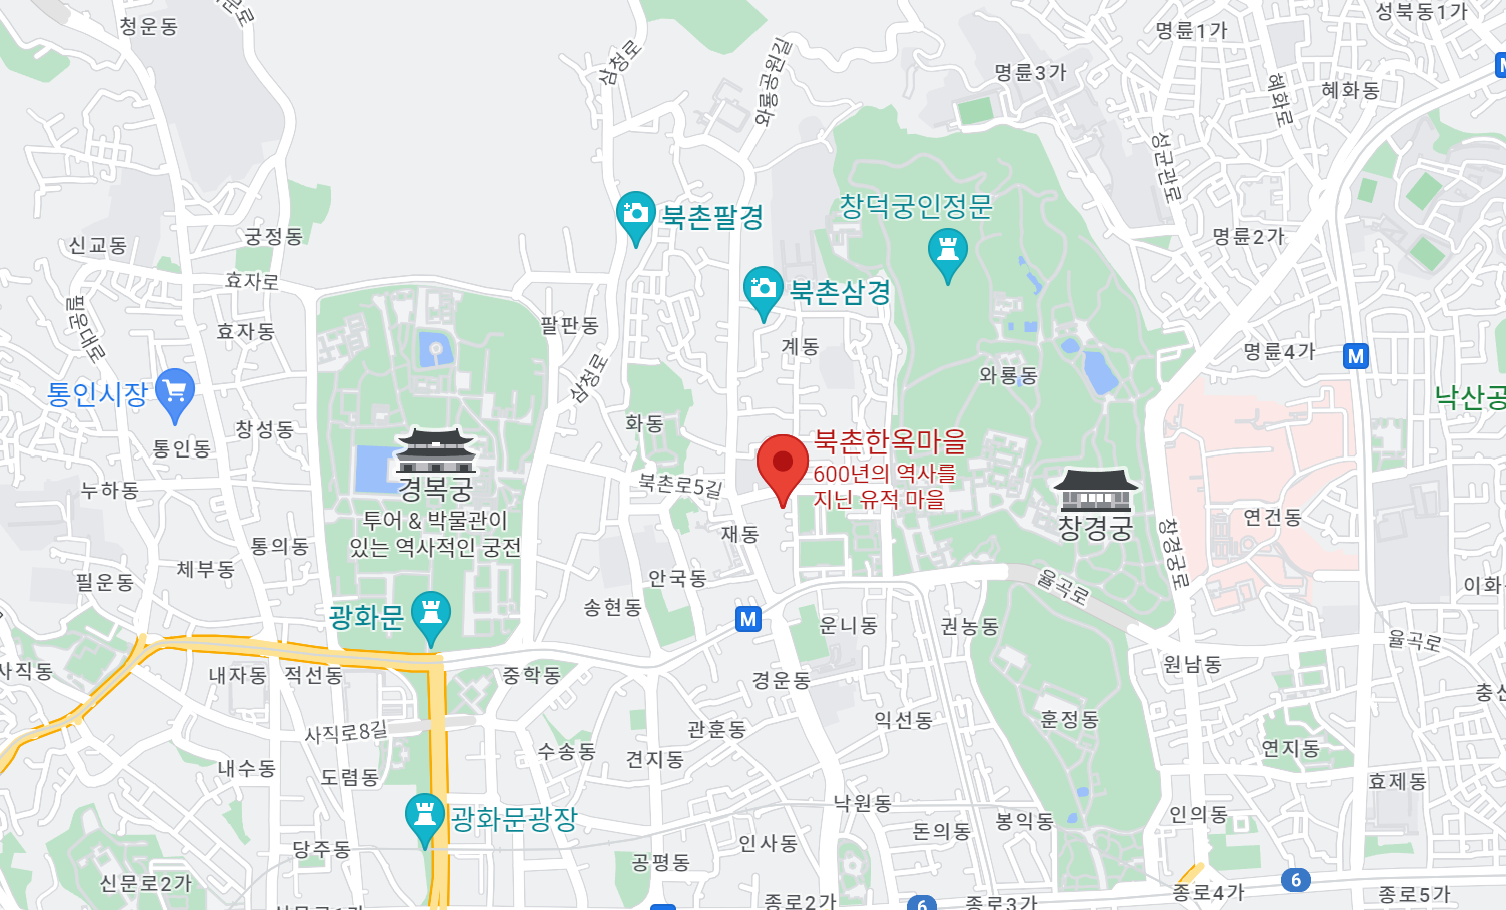 청운동
명륜1가
성북동1가
삼청로
와룡공원길
명륜3가
혜화로
혜화동
성균관로
북촌팔경
창덕궁인정문
신교동
궁정동
명륜2가
효자로
북촌삼경
필운대로
효자동
팔판동
계동
명륜4가
M
통인시장
삼청로
와룡동
낙산공
통인동
창성동
화동
북촌한옥마을
600년의 역사를
지닌 유적 마을
누하동
경복궁
투어 & 박물관이
있는 역사적인 궁전
북촌로5길
재동
창경궁
연건동
통의동
창경궁로
체부동
필운동
안국동
율곡로
이화
송현동
광화문
M
운니동
권농동
율곡로
사직동
내자동
적선동
중학동
경운동
원남동
충신
사직로8길
관훈동
익선동
훈정동
수송동
견지동
연지동
내수동
도렴동
효제동
낙원동
광화문광장
돈의동
봉익동
인의동
당주동
인사동
공평동
신문로2가
6
종로4가
종로5가
종로2가
6
종로3가
신문로1가